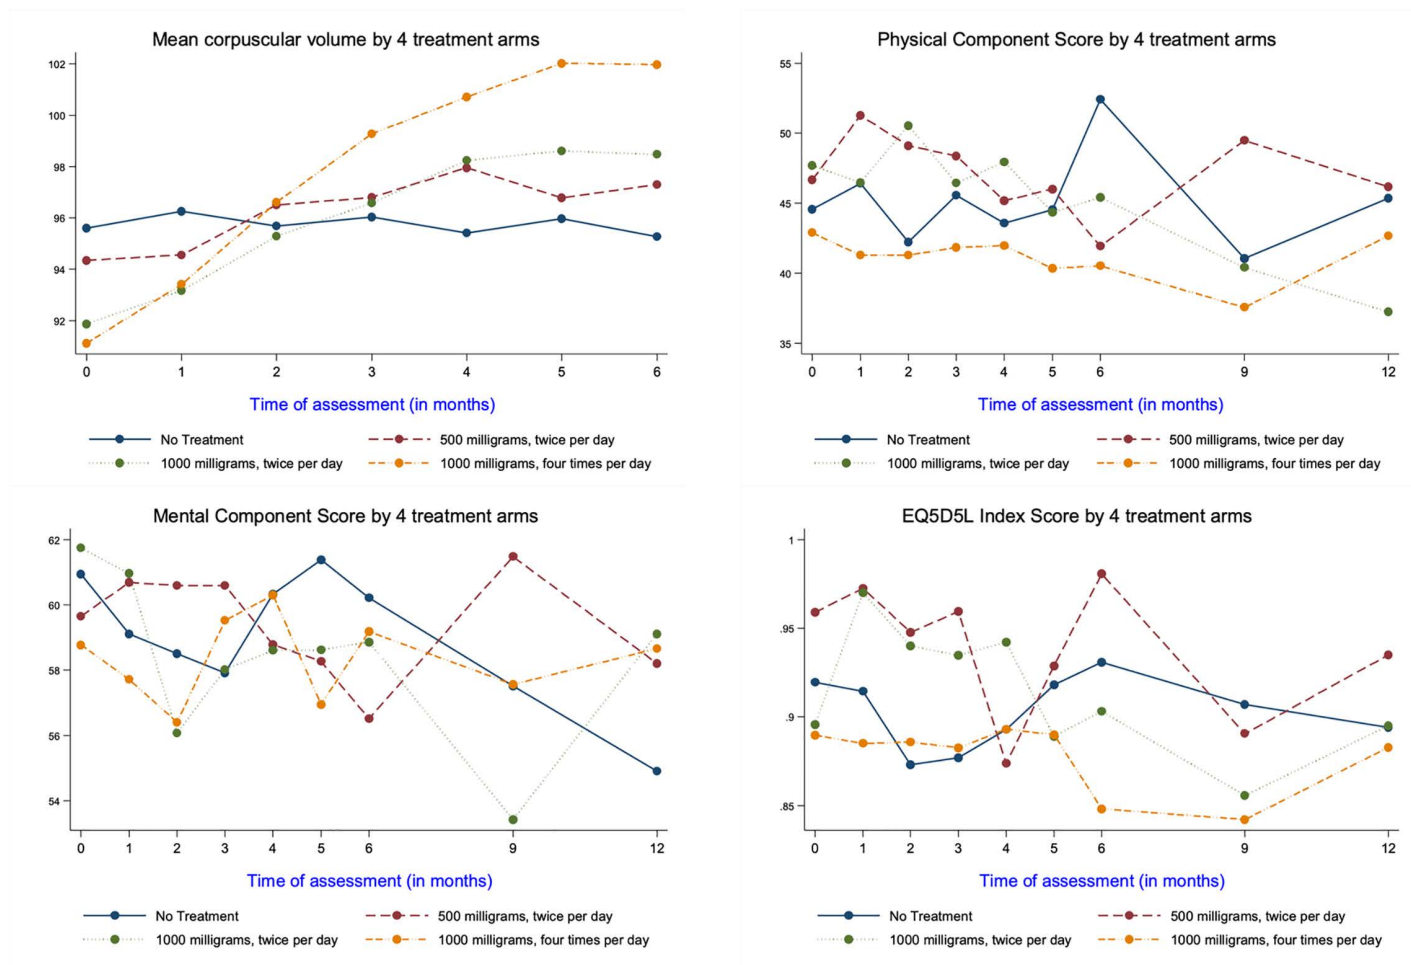 Mean corpuscular volume by 4 treatment arms
102
100
98
96
94
92
0 1 2 3 4 5 6
Time of assessment (in months)
No Treatment 500 milligrams, twice per day
1000 milligrams, twice per day 1000 milligrams, four times per day
Physical Component Score by 4 treatment arms
55
50
45
40
35
0 1 2 3 4 5 6 9 12
Time of assessment (in months)
No Treatment 500 milligrams, twice per day
1000 milligrams, twice per day 1000 milligrams, four times per day
Mental Component Score by 4 treatment arms
62
60
58
56
54
0 1 2 3 4 5 6 9 12
Time of assessment (in months)
No Treatment 500 milligrams, twice per day
1000 milligrams, twice per day 1000 milligrams, four times per day
EQ5D5L Index Score by 4 treatment arms
1
.95
.9
.85
0 1 2 3 4 5 6 9 12
Time of assessment (in months)
No Treatment 500 milligrams, twice per day
1000 milligrams, twice per day 1000 milligrams, four times per day